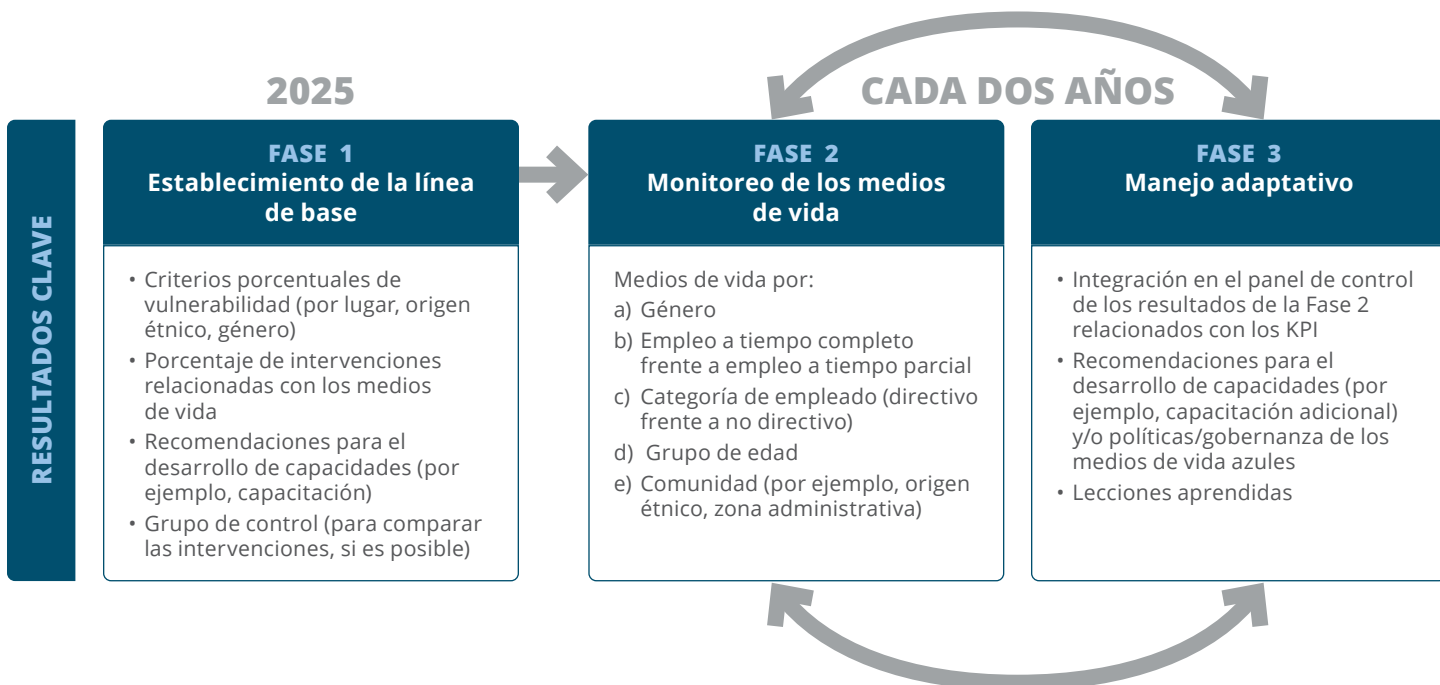 2025
CADA DOS AÑOS
RESULTADOS CLAVE
FASE 1
Establecimiento de la línea
de base
• Criterios porcentuales de
vulnerabilidad (por lugar, origen
étnico, género)
• Porcentaje de intervenciones
relacionadas con los medios
de vida
• Recomendaciones para el
desarrollo de capacidades (por
ejemplo, capacitación)
• Grupo de control (para comparar
las intervenciones, si es posible)
FASE 2
Monitoreo de los medios
de vida
Medios de vida por:
a) Género
b) Empleo a tiempo completo
frente a empleo a tiempo parcial
c) Categoría de empleado (directivo
frente a no directivo)
d) Grupo de edad
e) Comunidad (por ejemplo, origen
étnico, zona administrativa)
FASE 3
Manejo adaptativo
• Integración en el panel de control
de los resultados de la Fase 2
relacionados con los KPI
• Recomendaciones para el
desarrollo de capacidades (por
ejemplo, capacitación adicional)
y/o políticas/gobernanza de los
medios de vida azules
• Lecciones aprendidas